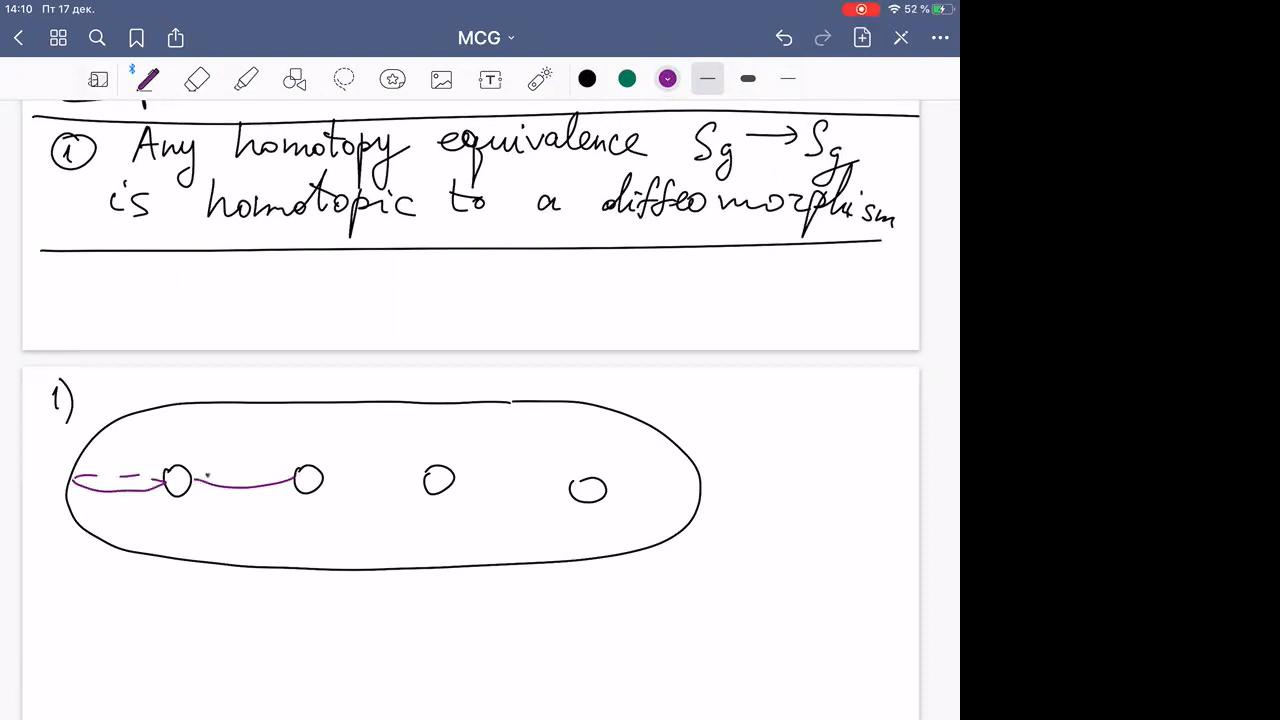 14:10 Пт 17 дек.
52 %
MCG
T
① Any homotopy equivalence Sg → Sg
is homotopic to a diffeomorphism
1)